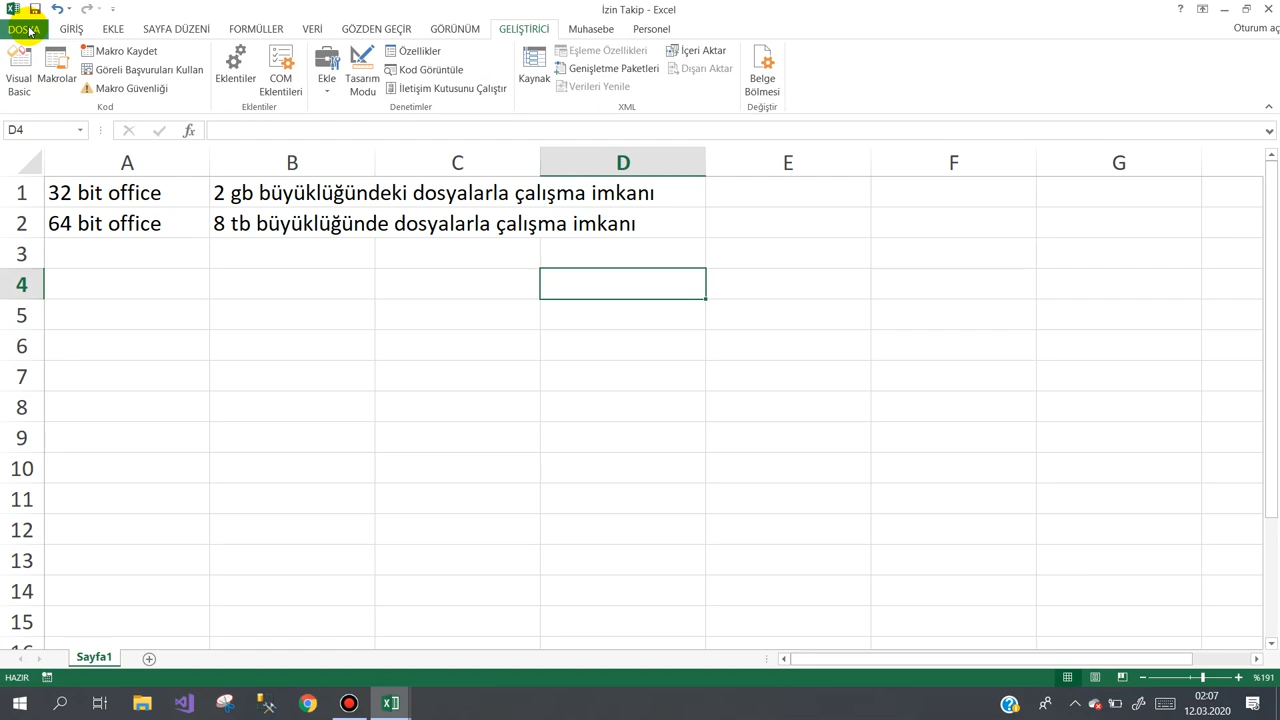 İzin Takip - Excel
?
DOSYA GİRİŞ EKLE SAYFA DÜZENİ FORMÜLLER VERİ GÖZDEN GEÇİR GÖRÜNÜM GELİŞTİRİCİ Muhasebe Personel Oturum aç
Visual Basic
Makrolar
Makro Kaydet
Göreli Başvuruları Kullan
Makro Güvenliği
Kod
Eklentiler
COM Eklentileri
Eklentiler
Ekle
Tasarım Modu
Özellikler
Kod Görüntüle
İletişim Kutusunu Çalıştır
Denetimler
Kaynak
Eşleme Özellikleri
Genişletme Paketleri
Verileri Yenile
İçeri Aktar
Dışarı Aktar
XML
Belge Bölmesi
Değiştir
D4
fx
A B C D E F G
1 32 bit office 2 gb büyüklüğündeki dosyalarla çalışma imkanı
2 64 bit office 8 tb büyüklüğünde dosyalarla çalışma imkanı
3
4
5
6
7
8
9
10
11
12
13
14
15
16
Sayfa1
HAZIR
%191
02:07
12.03.2020